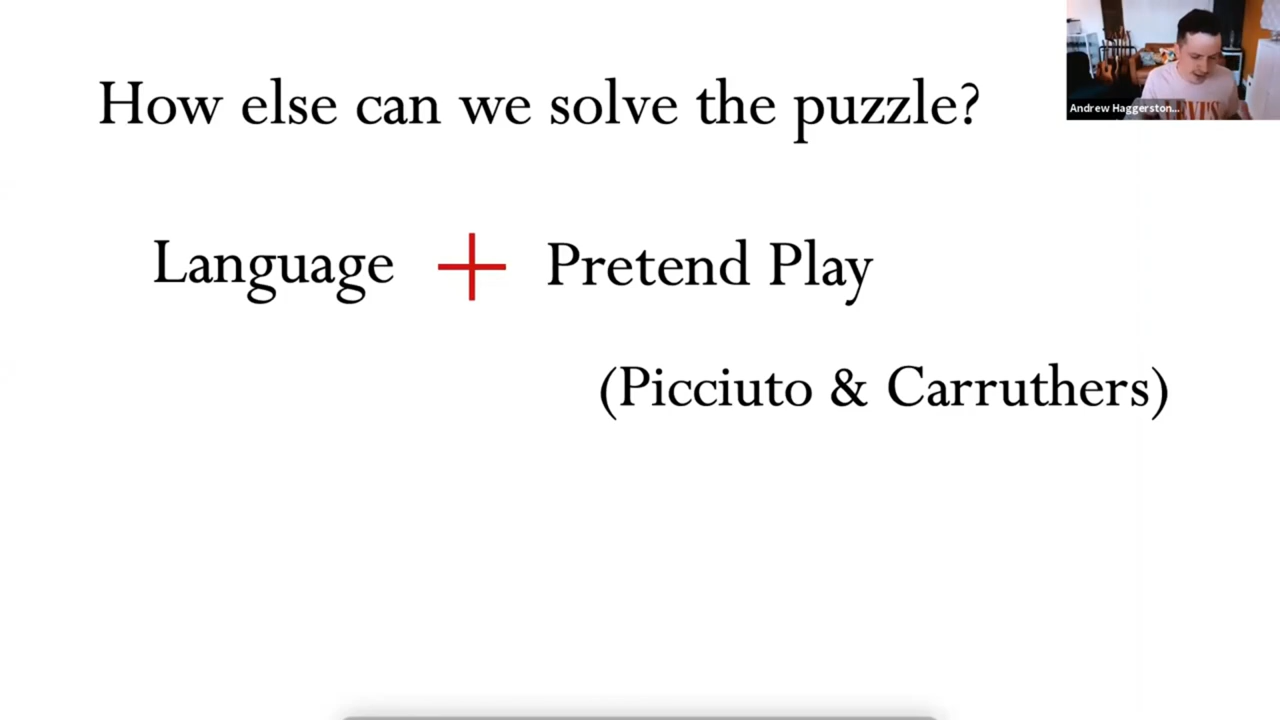 How else can we solve the puzzle?
Language + Pretend Play
(Picciuto & Carruthers)
Andrew Haggerston...